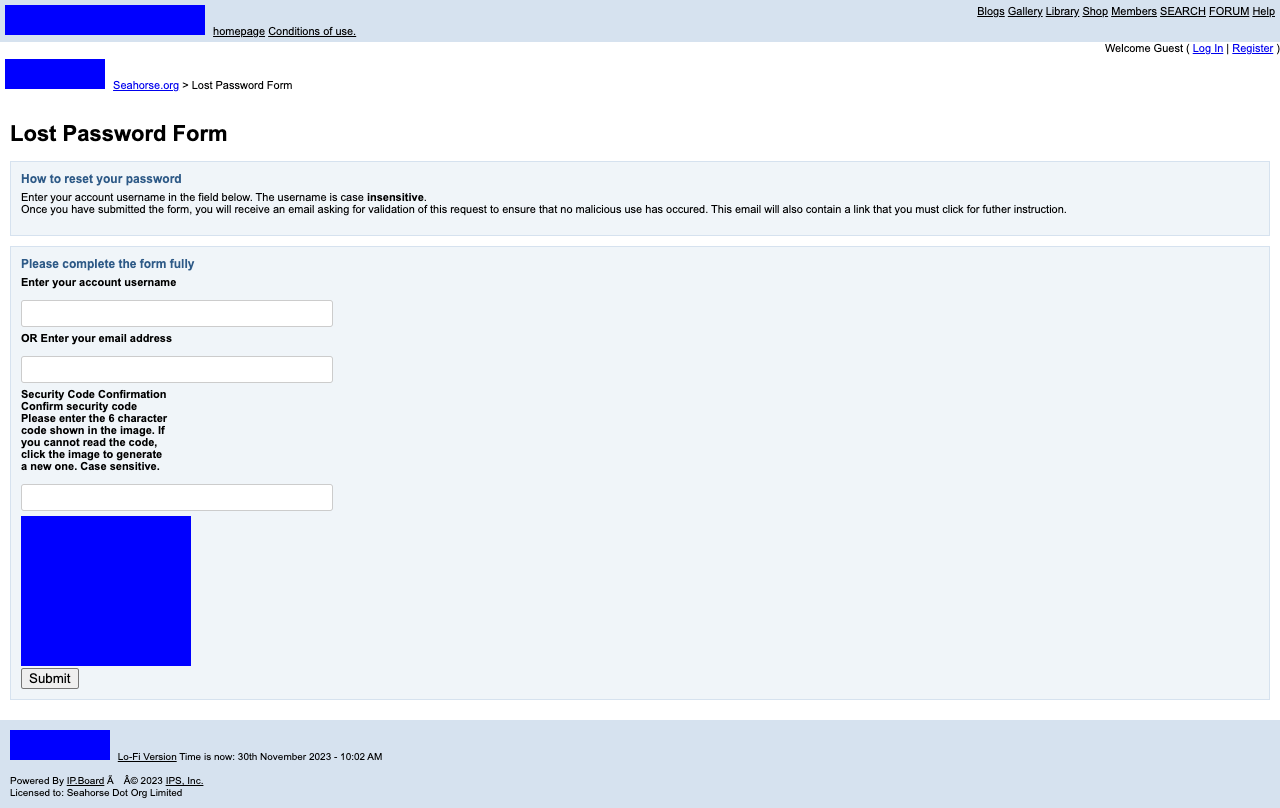 homepage Conditions of use.
Blogs Gallery Library Shop Members SEARCH FORUM Help
Welcome Guest ( Log In | Register )
Seahorse.org > Lost Password Form
Lost Password Form
How to reset your password
Enter your account username in the field below. The username is case insensitive.
Once you have submitted the form, you will receive an email asking for validation of this request to ensure that no malicious use has occured. This email will also contain a link that you must click for futher instruction.
Please complete the form fully
Enter your account username
OR Enter your email address
Security Code Confirmation
Confirm security code
Please enter the 6 character
code shown in the image. If
you cannot read the code,
click the image to generate
a new one. Case sensitive.
Submit
Lo-Fi Version Time is now: 30th November 2023 - 10:02 AM
Powered By IP.Board Â Â© 2023 IPS, Inc.
Licensed to: Seahorse Dot Org Limited